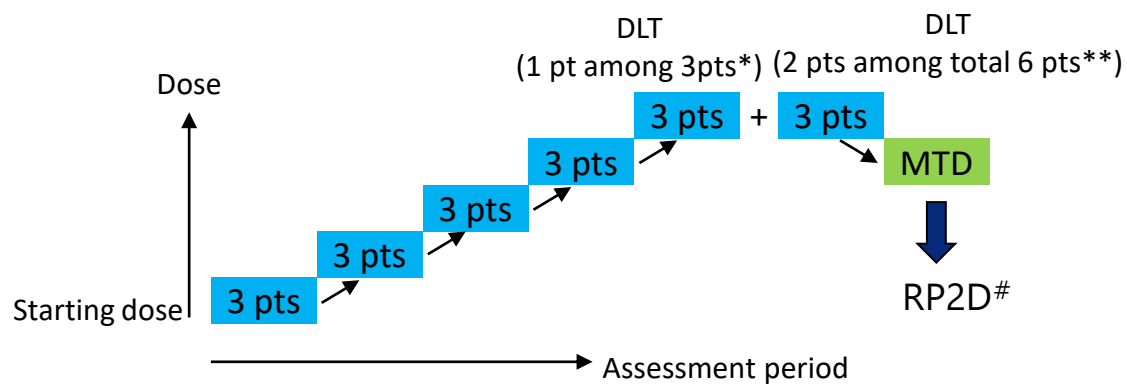 DLT
(1 pt among 3pts*)
DLT
(2 pts among total 6 pts**)
Dose
3 pts
+
3 pts
3 pts
MTD
3 pts
3 pts
3 pts
Starting dose
RP2D#
Assessment period